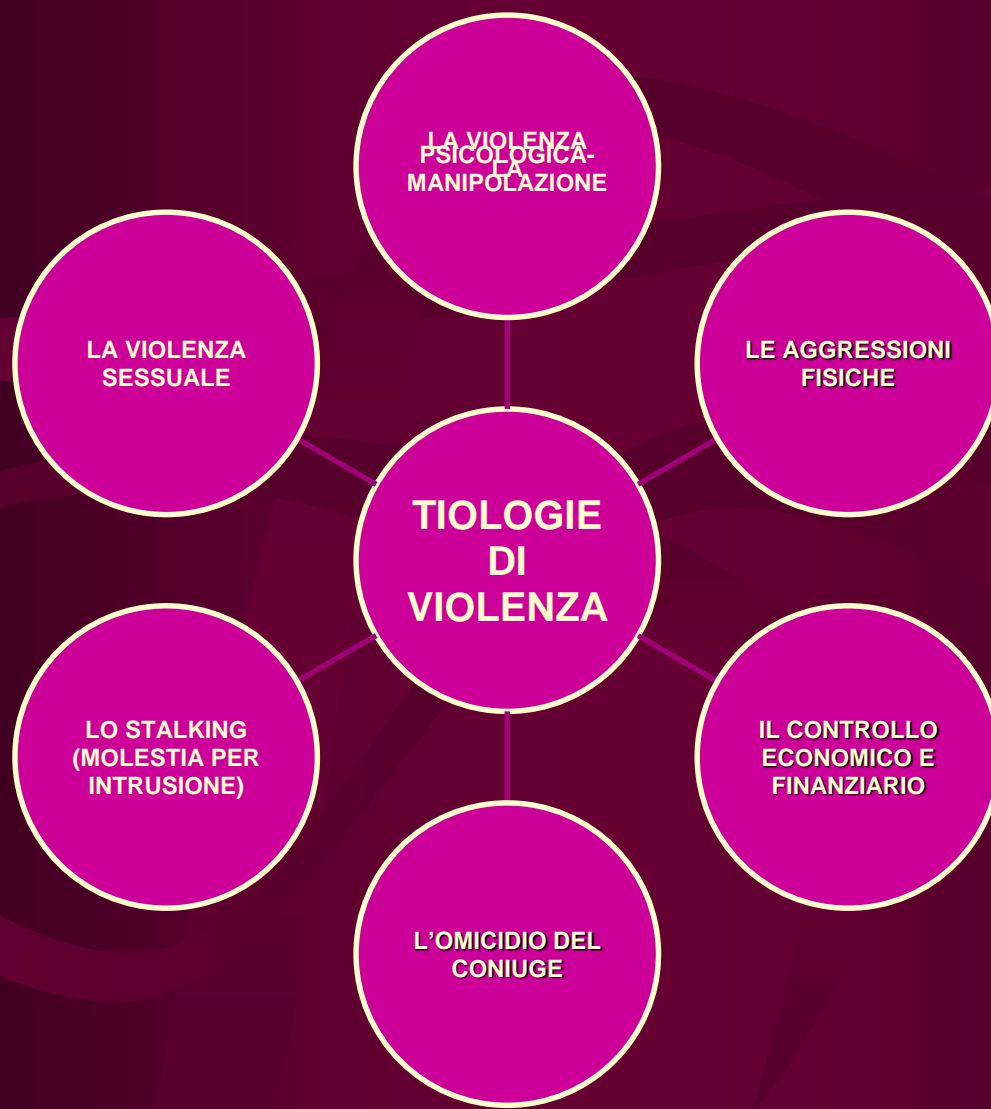 LA VIOLENZA
PSICOLOGICA-
LA
MANIPOLAZIONE
LA VIOLENZA
SESSUALE
LE AGGRESSIONI
FISICHE
TIOLOGIE
DI
VIOLENZA
LO STALKING
(MOLESTIA PER
INTRUSIONE)
IL CONTROLLO
ECONOMICO E
FINANZIARIO
L’OMICIDIO DEL
CONIUGE